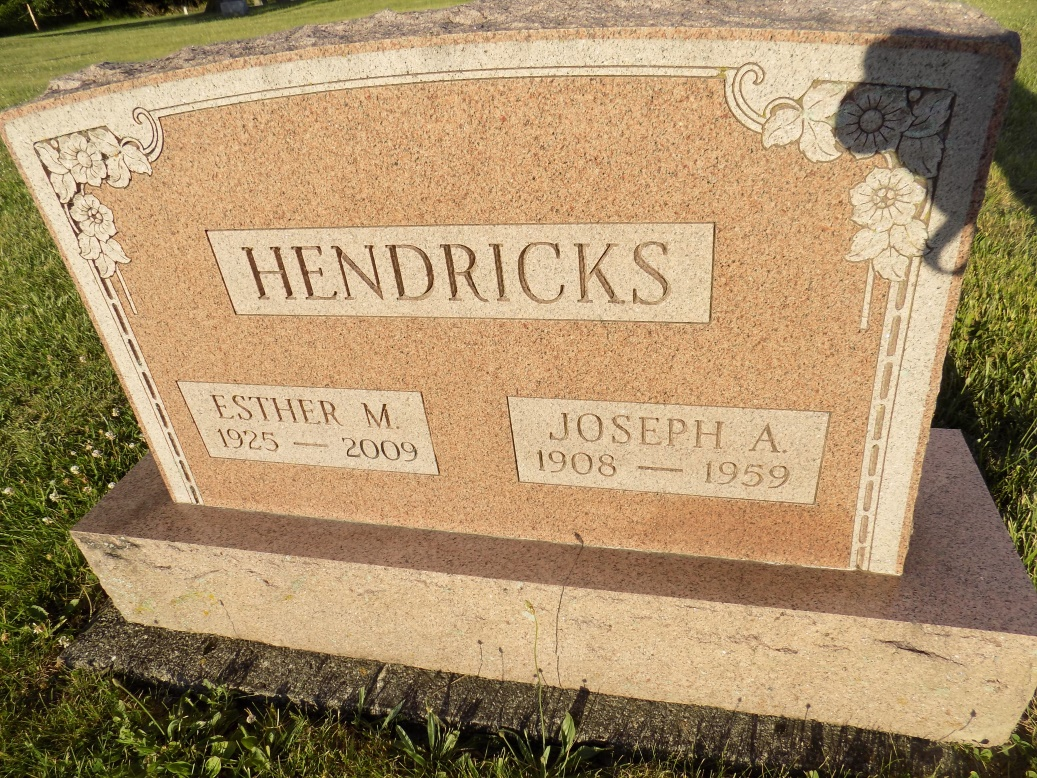 HENDRICKS
ESTHER M.
1925 — 2009
JOSEPH A.
1908 — 1959